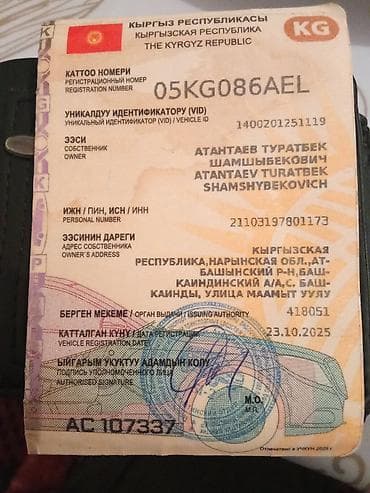 КЫРГЫЗ РЕСПУБЛИКАСЫ
КЫРГЫЗСКАЯ РЕСПУБЛИКА
THE KYRGYZ REPUBLIC
KG
КАТТОО НОМЕРИ
РЕГИСТРАЦИОННЫЙ НОМЕР
REGISTRATION NUMBER
05KG086AEL
УНИКАЛДУУ ИДЕНТИФИКАТОРУ (VID)
УНИКАЛЬНЫЙ ИДЕНТИФИКАТОР (VID) / VEHICLE ID
1400201251119
ЭЭСИ
СОБСТВЕННИК
OWNER
АТАНТАЕВ ТУРАТБЕК
ШАМШЫБЕКОВИЧ
ATANTAEV TURATBEK
SHAMSHYBEKOVICH
ИЖН / ПИН, ИСН / ИНН
PERSONAL NUMBER
21103197801173
ЭЭСИНИН ДАРЕГИ
АДРЕС СОБСТВЕННИКА
OWNER'S ADDRESS
КЫРГЫЗСКАЯ
РЕСПУБЛИКА,НАРЫНСКАЯ ОБЛ.,АТ-
БАШЫНСКИЙ Р-Н,БАШ-
КАИНДИНСКИЙ А/А,С. БАШ-
КАИНДЫ, УЛИЦА МААМЫТ УУЛУ
БЕРГЕН МЕКЕМЕ / ОРГАН ВЫДАЧИ / ISSUING AUTHORITY
418051
КАТТАЛГАН КҮНҮ / ДАТА РЕГИСТРАЦИИ
VEHICLE REGISTRATION DATE
23.10.2025
ЫЙГАРЫМ УКУКТУУ АДАМДЫН КОЛУ
ПОДПИСЬ УПОЛНОМОЧЕННОГО ЛИЦА
AUTHORISED SIGNATURE
М.О.
М.П.
AC 107337
Отпечатано в УЧКУН 2025 г